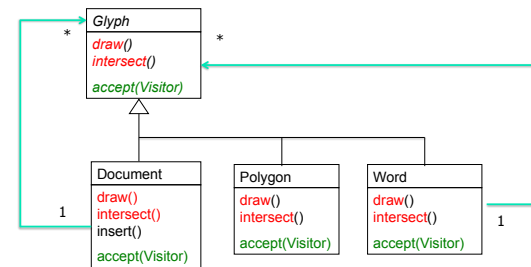 Glyph
*
*
draw()
intersect()
accept(Visitor)
Document
draw()
intersect()
insert()
accept(Visitor)
Polygon
draw()
intersect()
accept(Visitor)
Word
draw()
intersect()
accept(Visitor)
1
1